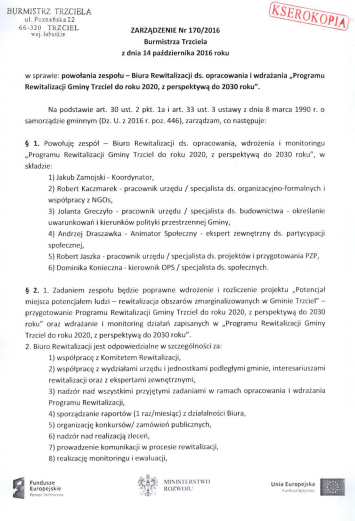 BURMISTRZ TRZCIELA
ul. Poznańska 22
66-320 TRZCIEL
woj. lubuskie
KSEROKOPIA
ZARZĄDZENIE Nr 170/2016
Burmistrza Trzciela
z dnia 14 października 2016 roku
w sprawie: powołania zespołu – Biura Rewitalizacji ds. opracowania i wdrażania „Programu
Rewitalizacji Gminy Trzciel do roku 2020, z perspektywą do 2030 roku".
Na podstawie art. 30 ust. 2 pkt. 1a i art. 33 ust. 3 ustawy z dnia 8 marca 1990 r. o
samorządzie gminnym (Dz. U. z 2016 r. poz. 446), zarządzam, co następuje:
§ 1. Powołuję zespół – Biuro Rewitalizacji ds. opracowania, wdrożenia i monitoringu
„Programu Rewitalizacji Gminy Trzciel do roku 2020, z perspektywą do 2030 roku", w
składzie:
1) Jakub Zamojski - Koordynator,
2) Robert Kaczmarek - pracownik urzędu / specjalista ds. organizacyjno-formalnych i
współpracy z NGOs,
3) Jolanta Greczyło - pracownik urzędu / specjalista ds. budownictwa - określanie
uwarunkowań i kierunków polityki przestrzennej Gminy,
4) Andrzej Draszawka - Animator Społeczny - ekspert zewnętrzny ds. partycypacji
społecznej,
5) Robert Jaszka - pracownik urzędu / specjalista ds. projektów i przygotowania PZP,
6) Dominika Konieczna - kierownik OPS / specjalista ds. społecznych.
§ 2. 1. Zadaniem zespołu będzie poprawne wdrożenie i rozliczenie projektu „Potencjał
miejsca potencjałem ludzi – rewitalizacja obszarów zmarginalizowanych w Gminie Trzciel" –
przygotowanie Programu Rewitalizacji Gminy Trzciel do roku 2020, z perspektywą do 2030
roku" oraz wdrażanie i monitoring działań zapisanych w „Programu Rewitalizacji Gminy
Trzciel do roku 2020, z perspektywą do 2030 roku".
2. Biuro Rewitalizacji jest odpowiedzialne w szczególności za:
1) współpracę z Komitetem Rewitalizacji,
2) współpracę z wydziałami urzędu i jednostkami podległymi gminie, interesariuszami
rewitalizacji oraz z ekspertami zewnętrznymi,
3) nadzór nad wszystkimi przyjętymi zadaniami w ramach opracowania i wdrażania
Programu Rewitalizacji,
4) sporządzanie raportów (1 raz/miesiąc) z działalności Biura,
5) organizację konkursów/ zamówień publicznych,
6) nadzór nad realizacją zleceń,
7) prowadzenie komunikacji w procesie rewitalizacji,
8) realizację monitoringu i ewaluacji,
Fundusze
Europejskie
Pomoc Techniczna
MINISTERSTWO
ROZWOJU
Unia Europejska
Fundusz Spójności